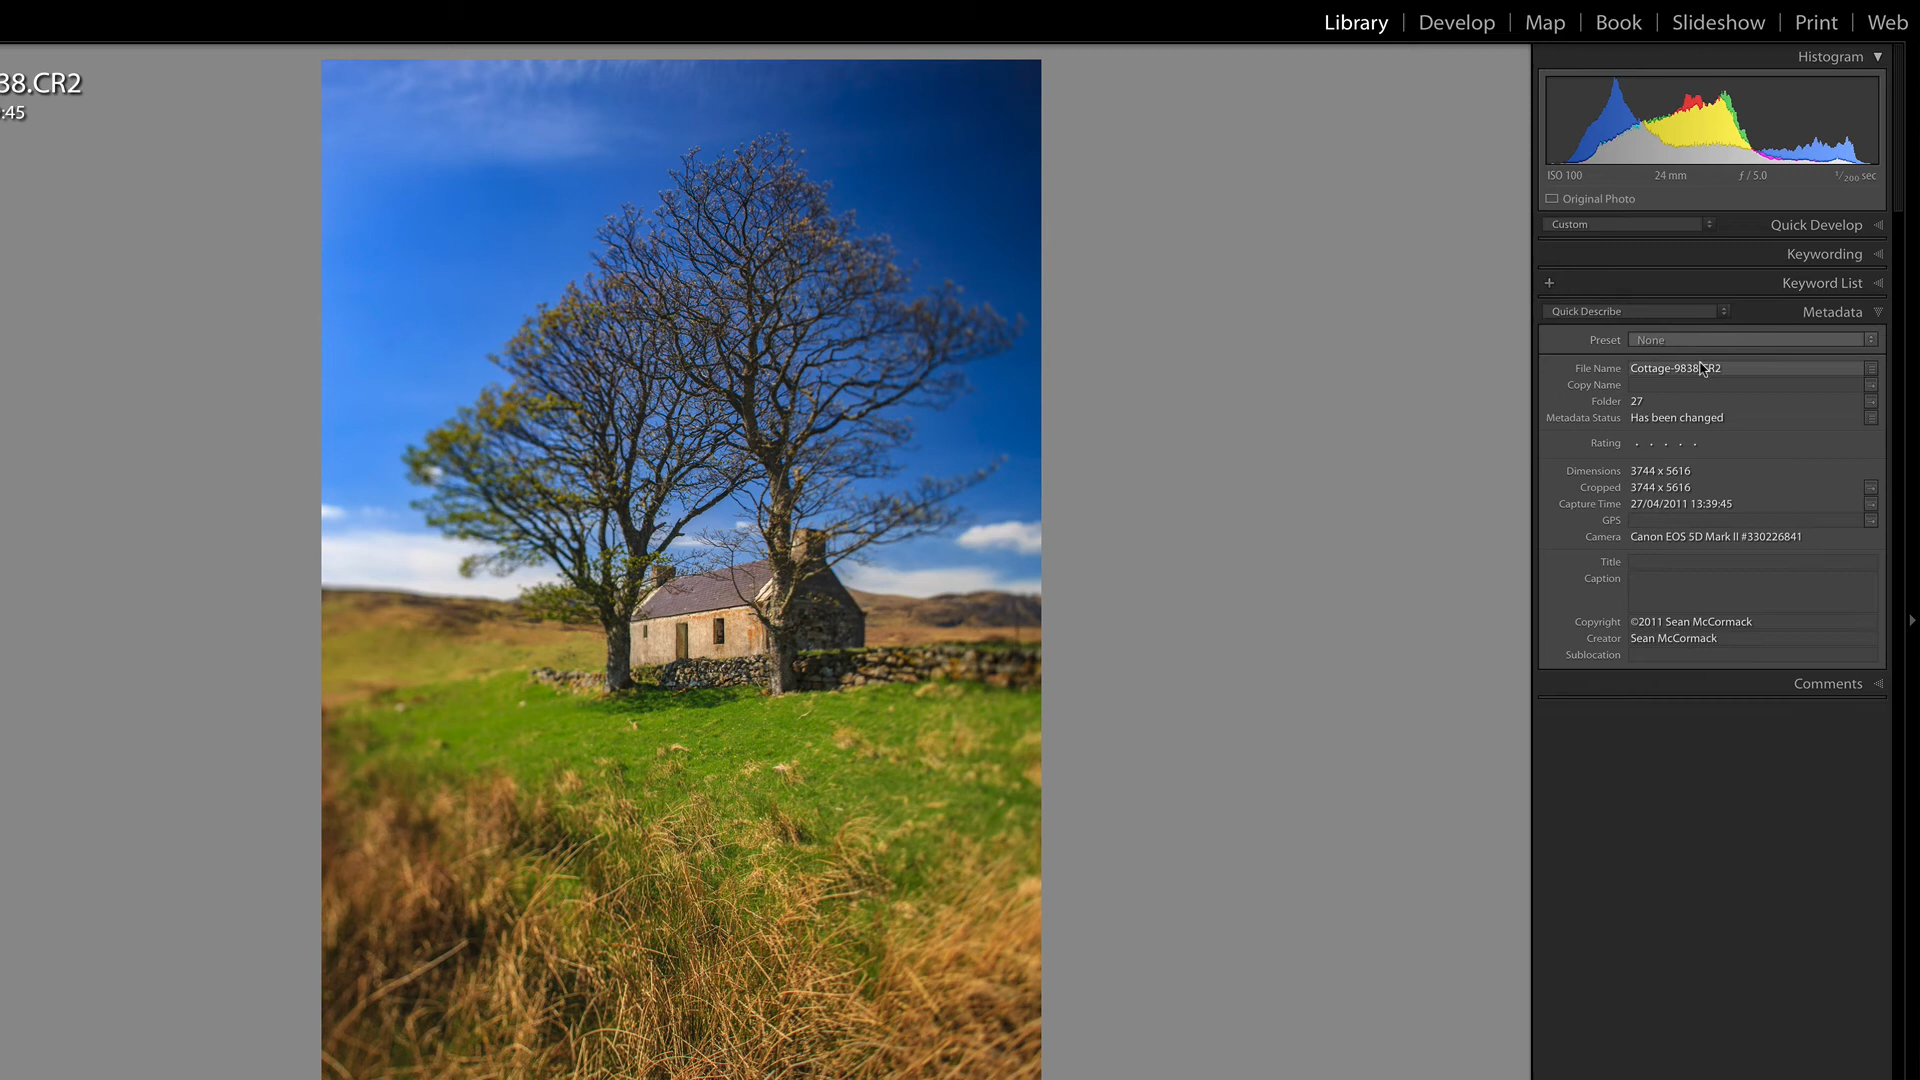 Library | Develop | Map | Book | Slideshow | Print | Web
38.CR2
:45
Histogram
ISO 100 24 mm ƒ / 5.0 1/200 sec
Original Photo
Custom Quick Develop
Keywording
+ Keyword List
Quick Describe Metadata
Preset None
File Name Cottage-9838.CR2
Copy Name
Folder 27
Metadata Status Has been changed
Rating . . . . .
Dimensions 3744 x 5616
Cropped 3744 x 5616
Capture Time 27/04/2011 13:39:45
GPS
Camera Canon EOS 5D Mark II #330226841
Title
Caption
Copyright ©2011 Sean McCormack
Creator Sean McCormack
Sublocation
Comments